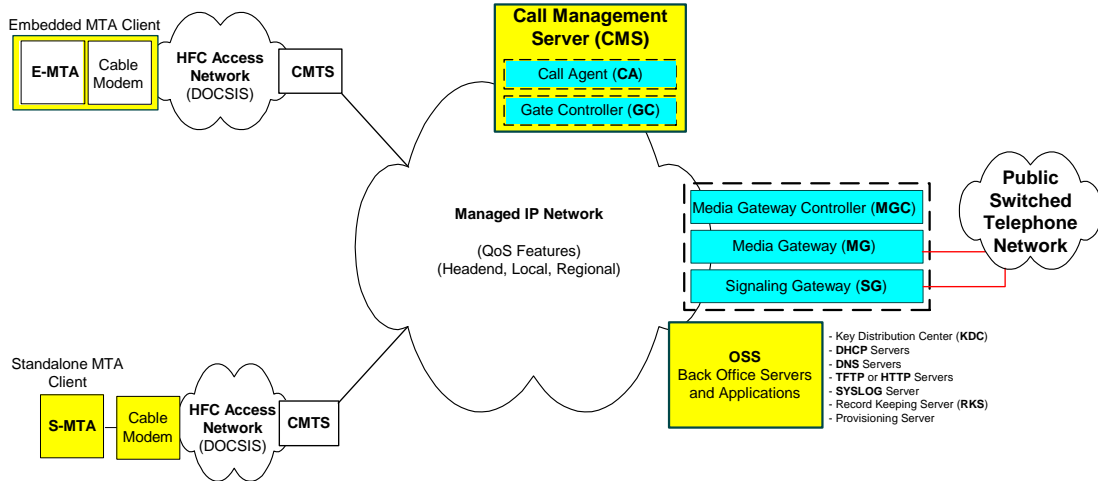 Embedded MTA Client
E-MTA
Cable
Modem
HFC Access
Network
(DOCSIS)
CMTS
Call Management
Server (CMS)
Call Agent (CA)
Gate Controller (GC)
Managed IP Network
(QoS Features)
(Headend, Local, Regional)
Media Gateway Controller (MGC)
Media Gateway (MG)
Signaling Gateway (SG)
Public
Switched
Telephone
Network
OSS
Back Office Servers
and Applications
- Key Distribution Center (KDC)
- DHCP Servers
- DNS Servers
- TFTP or HTTP Servers
- SYSLOG Server
- Record Keeping Server (RKS)
- Provisioning Server
Standalone MTA
Client
S-MTA
Cable
Modem
HFC Access
Network
(DOCSIS)
CMTS